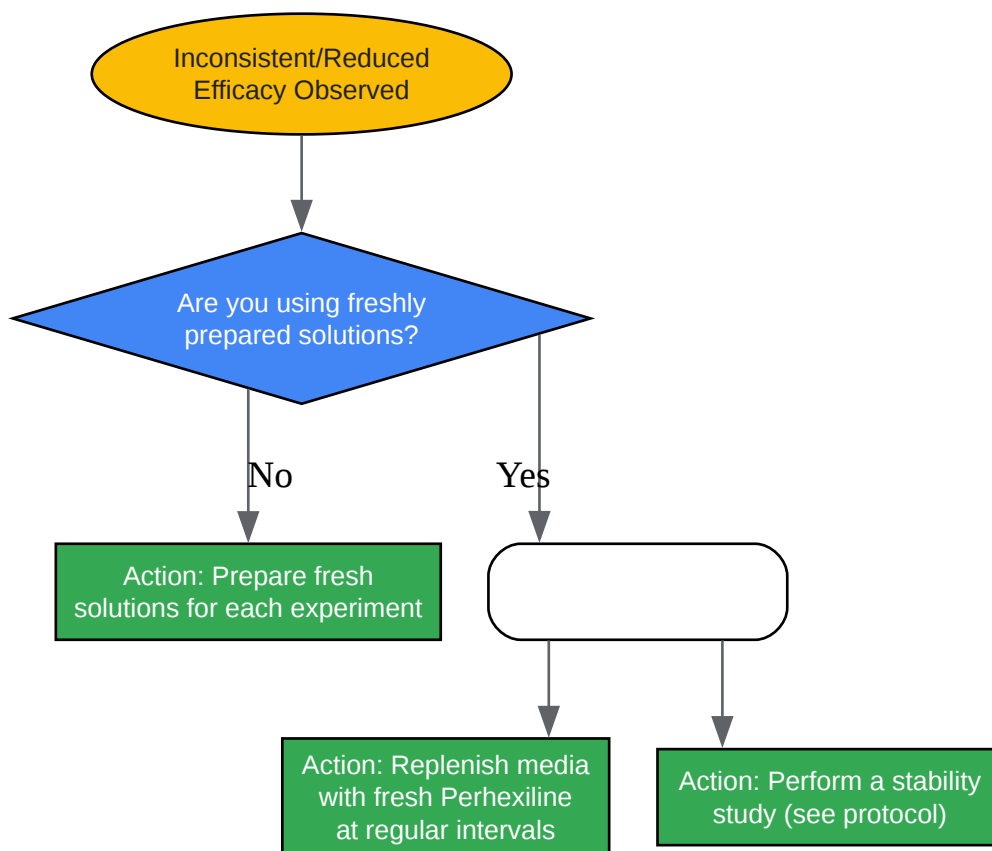 Inconsistent/Reduced
Efficacy Observed
Are you using freshly
prepared solutions?
No
Yes
Action: Prepare fresh
solutions for each experiment
Action: Replenish media
with fresh Perhexiline
at regular intervals
Action: Perform a stability
study (see protocol)